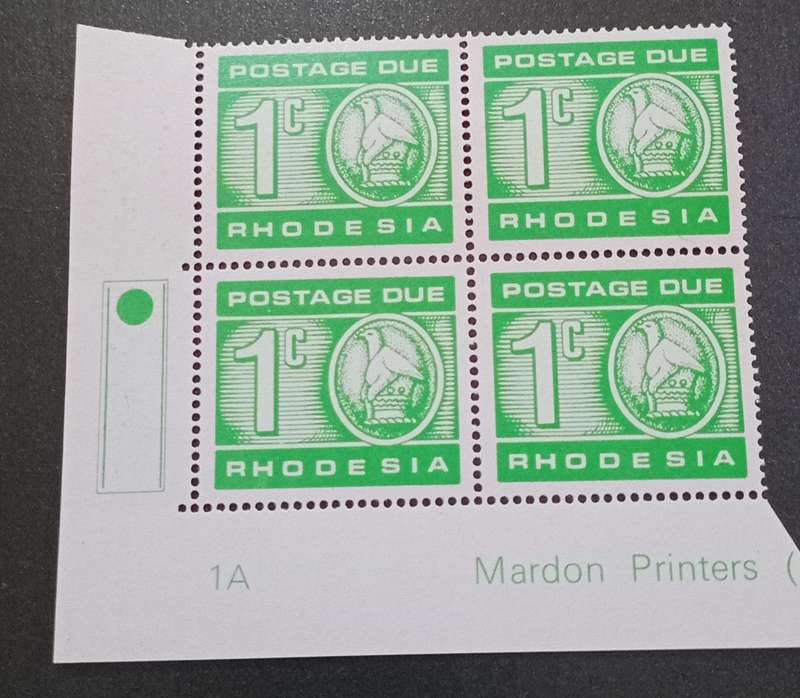 POSTAGE DUE
1c
RHODESIA
POSTAGE DUE
1c
RHODESIA
POSTAGE DUE
1c
RHODESIA
POSTAGE DUE
1c
RHODESIA
1A
Mardon Printers (